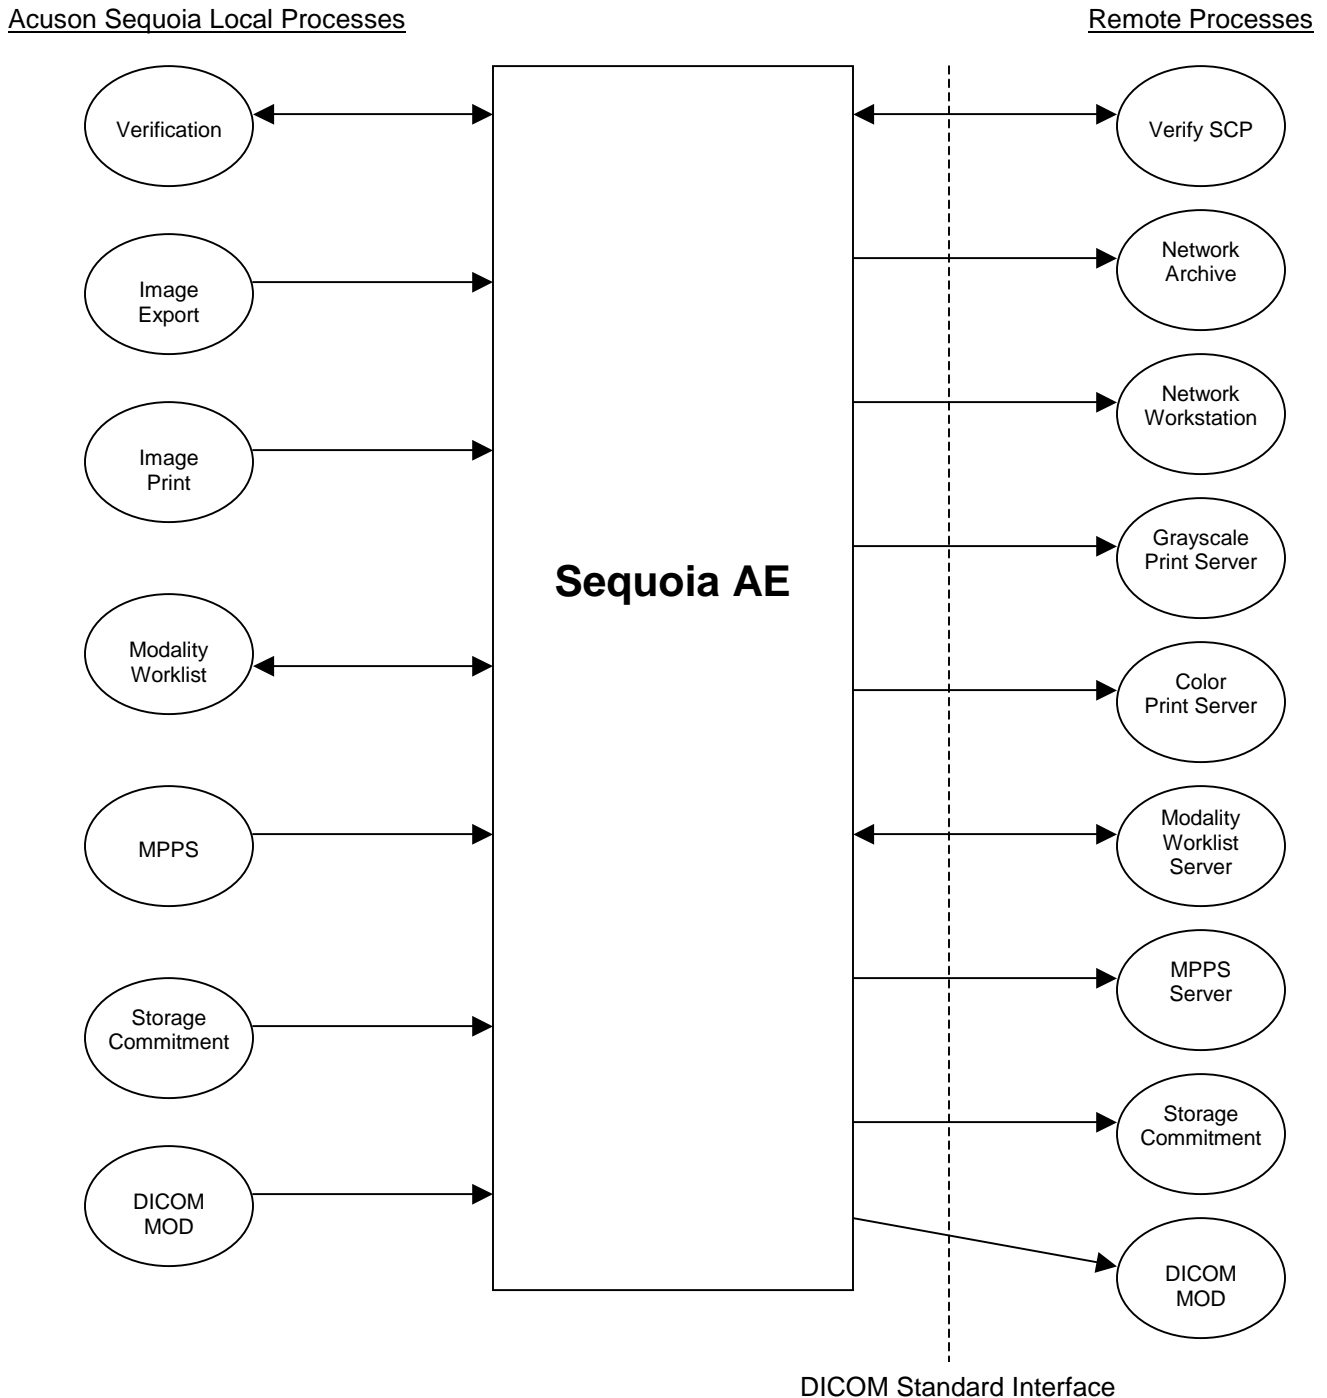 Acuson Sequoia Local Processes
Remote Processes
Verification
Image
Export
Image
Print
Modality
Worklist
MPPS
Storage
Commitment
DICOM
MOD
Sequoia AE
Verify SCP
Network
Archive
Network
Workstation
Grayscale
Print Server
Color
Print Server
Modality
Worklist
Server
MPPS
Server
Storage
Commitment
DICOM
MOD
DICOM Standard Interface